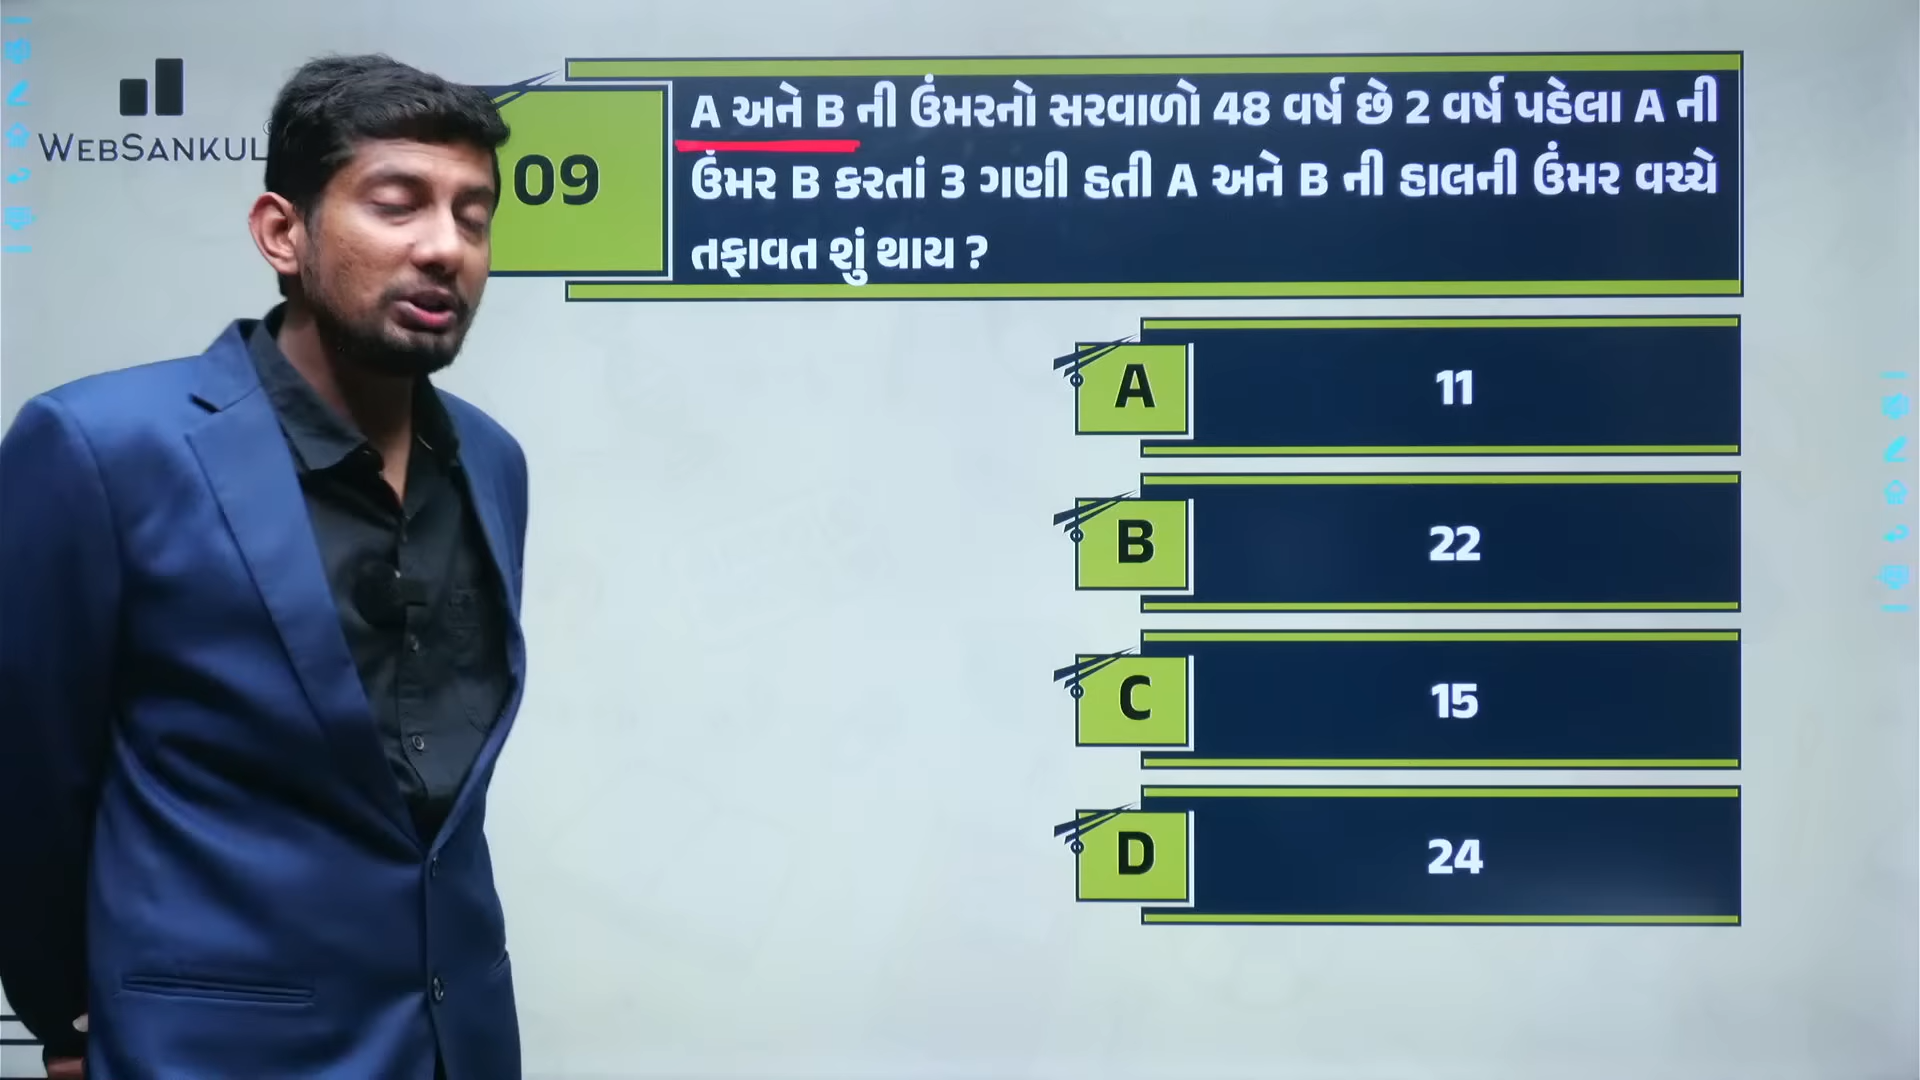 WEBSANKUL
09
A અને B ની ઉંમરનો સરવાળો 48 વર્ષ છે 2 વર્ષ પહેલા A ની
ઉંમર B કરતાં 3 ગણી હતી A અને B ની હાલની ઉંમર વચ્ચે
તફાવત શું થાય ?
A 11
B 22
C 15
D 24